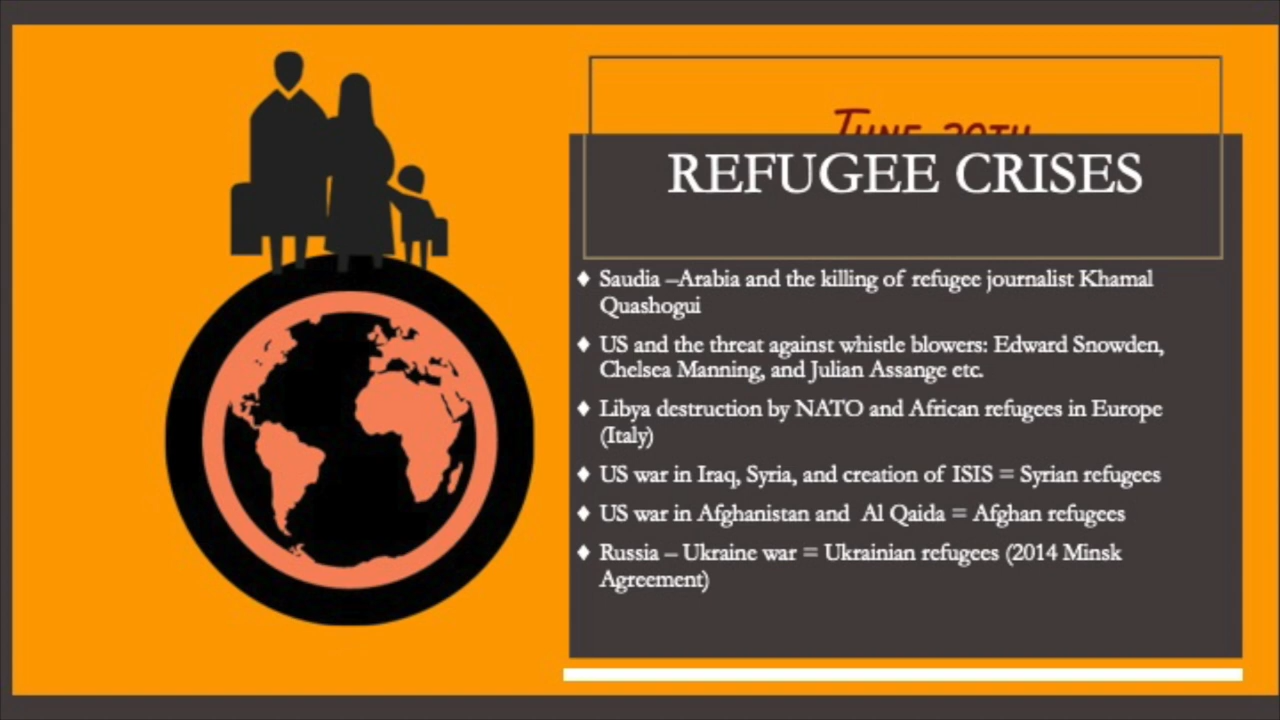 JUNE 20TH
REFUGEE CRISES
♦ Saudia –Arabia and the killing of refugee journalist Khamal
Quashogui
♦ US and the threat against whistle blowers: Edward Snowden,
Chelsea Manning, and Julian Assange etc.
♦ Libya destruction by NATO and African refugees in Europe
(Italy)
♦ US war in Iraq, Syria, and creation of ISIS = Syrian refugees
♦ US war in Afghanistan and Al Qaida = Afghan refugees
♦ Russia – Ukraine war = Ukrainian refugees (2014 Minsk
Agreement)